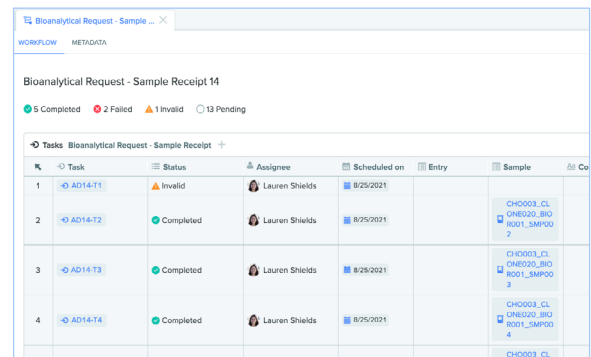 Bioanalytical Request - Sample ...
WORKFLOW METADATA
Bioanalytical Request - Sample Receipt 14
5 Completed 2 Failed 1 Invalid 13 Pending
Tasks Bioanalytical Request - Sample Receipt
Task Status Assignee Scheduled on Entry Sample Co
1 AD14-T1 Invalid Lauren Shields 8/25/2021
2 AD14-T2 Completed Lauren Shields 8/25/2021
CHO003_CL
ONE020_BIO
R001_SMP00
2
3 AD14-T3 Completed Lauren Shields 8/25/2021
CHO003_CL
ONE020_BIO
R001_SMP00
3
4 AD14-T4 Completed Lauren Shields 8/25/2021
CHO003_CL
ONE020_BIO
R001_SMP00
4
CHO003_CL